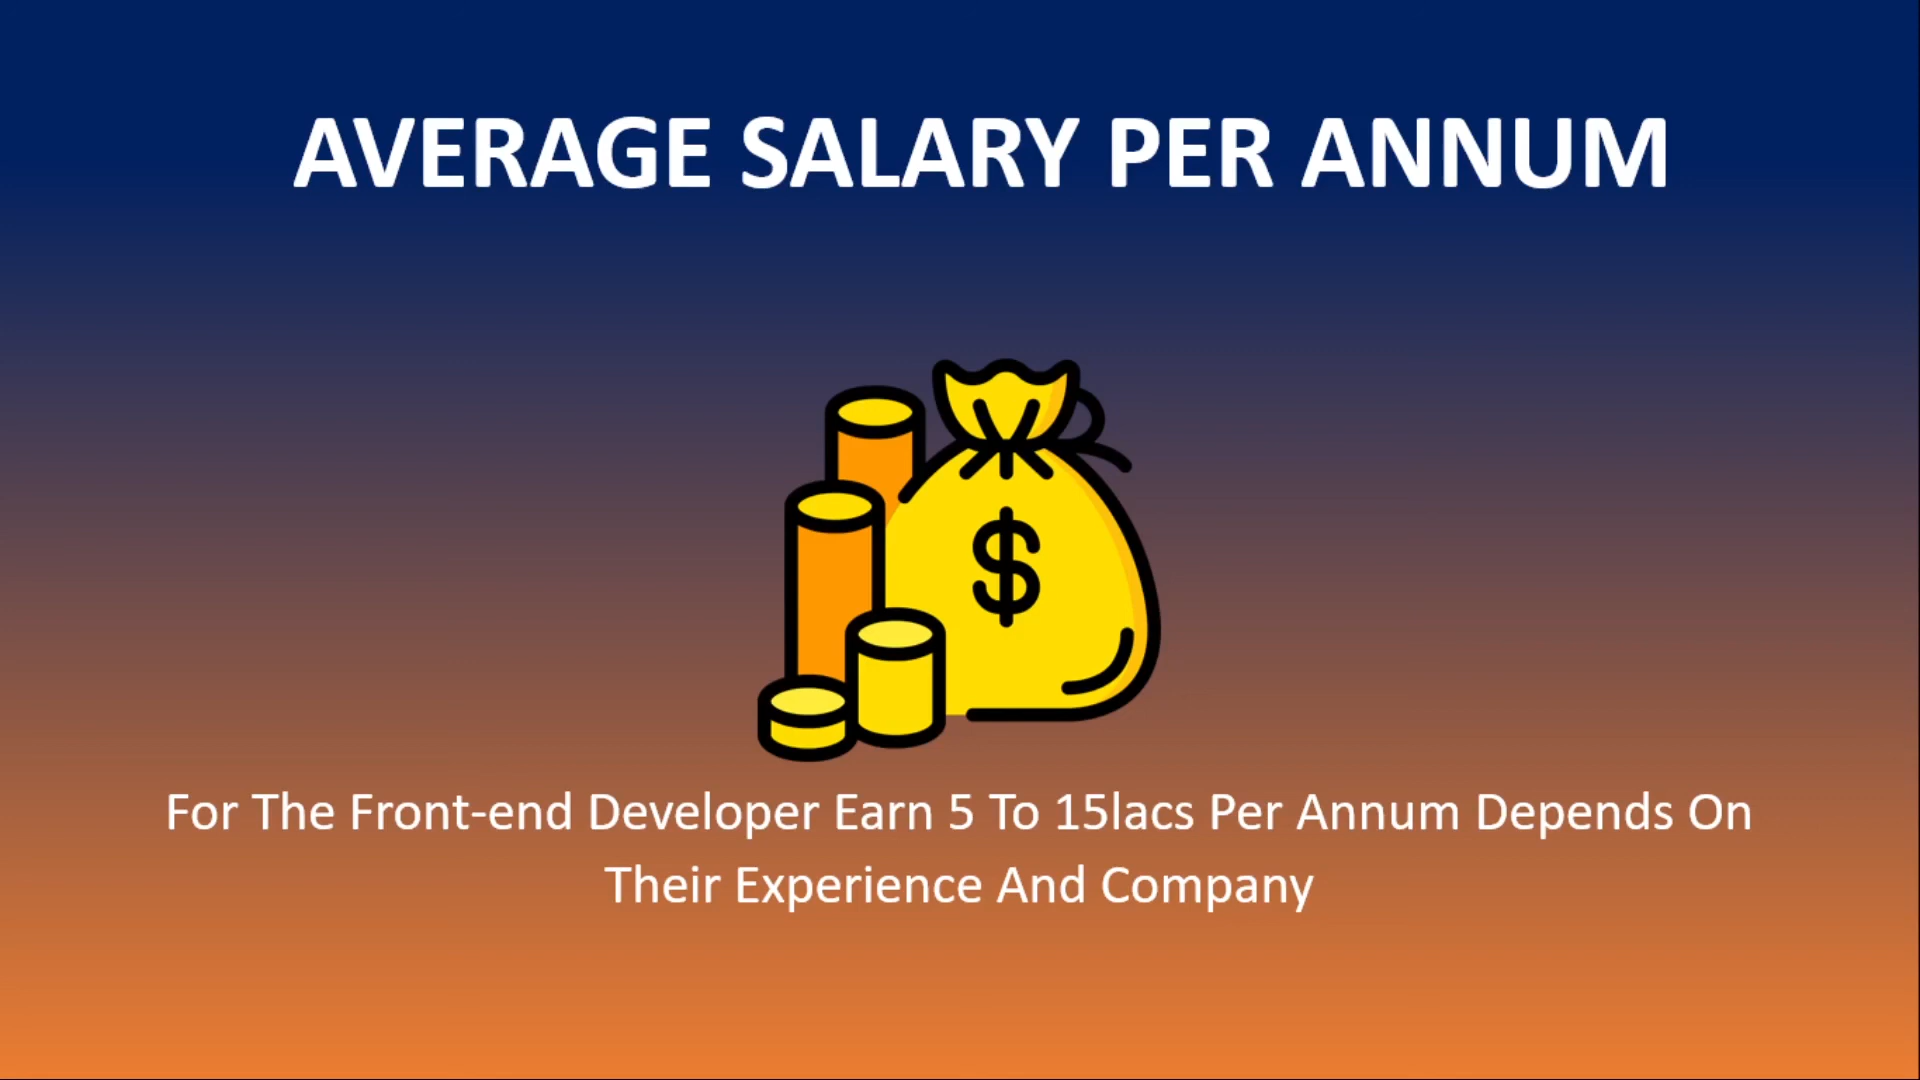 AVERAGE SALARY PER ANNUM
$
For The Front-end Developer Earn 5 To 15lacs Per Annum Depends On
Their Experience And Company